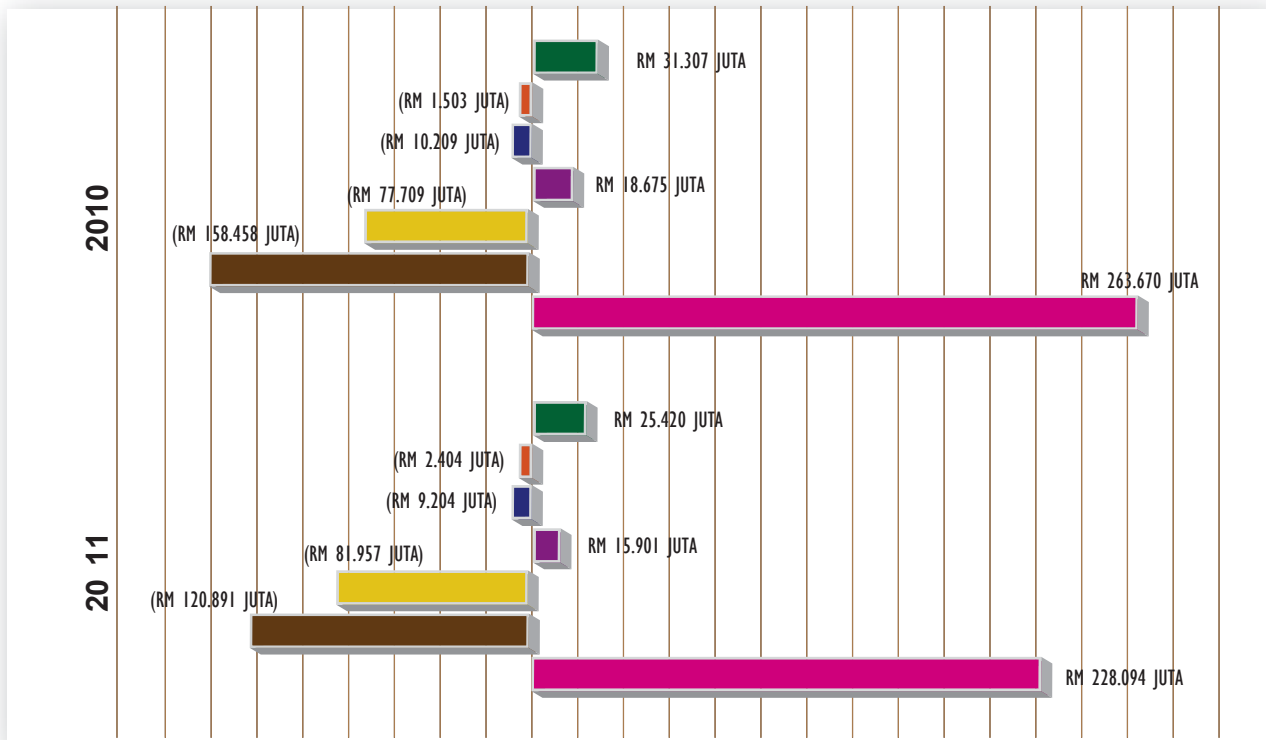 2010
RM 31.307 JUTA
(RM 1.503 JUTA)
(RM 10.209 JUTA)
RM 18.675 JUTA
(RM 77.709 JUTA)
(RM 158.458 JUTA)
RM 263.670 JUTA
20 11
RM 25.420 JUTA
(RM 2.404 JUTA)
(RM 9.204 JUTA)
RM 15.901 JUTA
(RM 81.957 JUTA)
(RM 120.891 JUTA)
RM 228.094 JUTA